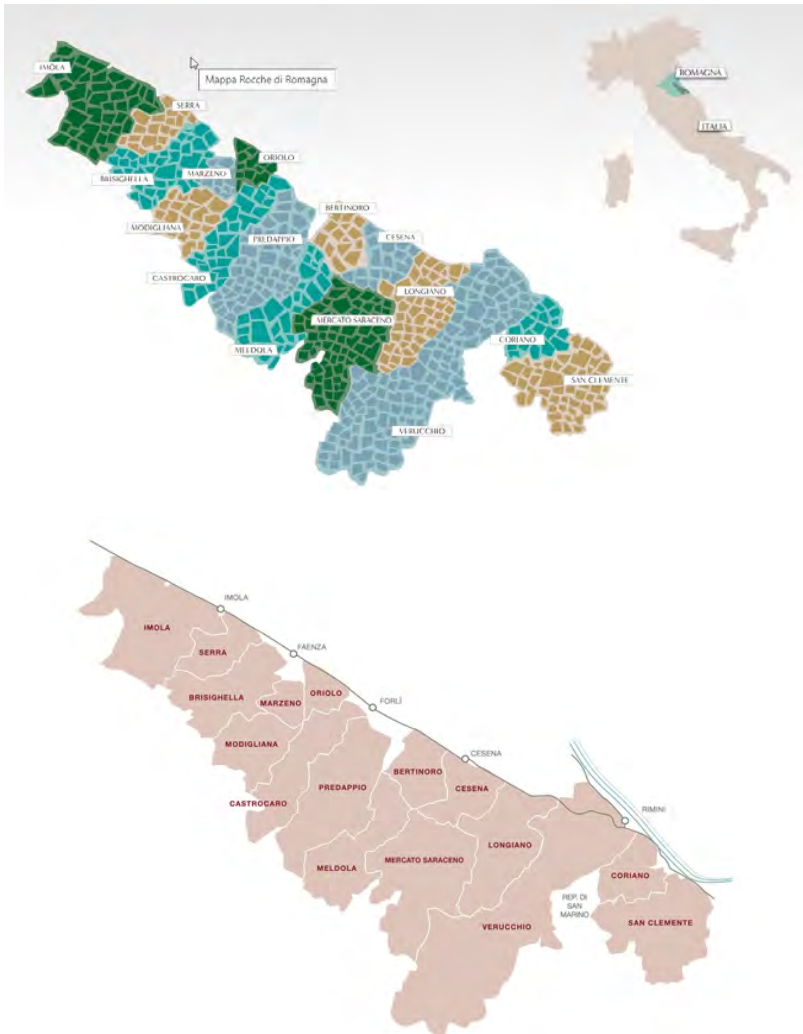 IMOLA
Mappa Rocche di Romagna
ROMAGNA
SERRA
ITALIA
ORIOLO
BRISIGHELLA
MARZENO
BERTINORO
MODIGLIANA
CESENA
PREDAPPIO
CASTROCARO
LONGIANO
MERCATO SARACENO
MELDOLA
CORIANO
SAN CLEMENTE
VERUCCHIO
IMOLA
IMOLA
SERRA
FAENZA
BRISIGHELLA
ORIOLO
MARZENO
FORLÌ
MODIGLIANA
CESENA
BERTINORO
PREDAPPIO
CESENA
CASTROCARO
RIMINI
LONGIANO
MERCATO SARACENO
MELDOLA
CORIANO
REP. DI
SAN
MARINO
SAN CLEMENTE
VERUCCHIO